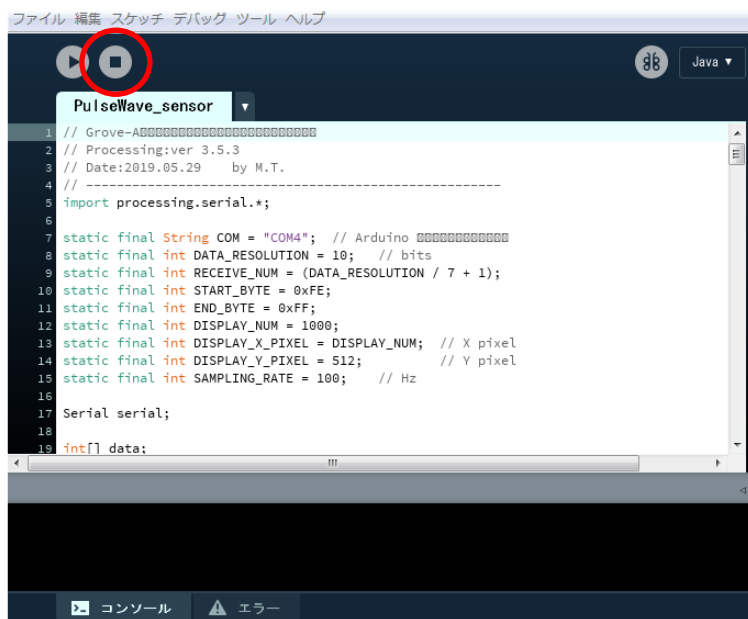 ファイル 編集 スケッチ デバッグ ツール ヘルプ
Java ▼
PulseWave_sensor ▼
1 // Grove-A
2 // Processing:ver 3.5.3
3 // Date:2019.05.29    by M.T.
4 // ------------------------------------------------------
5 import processing.serial.*;
6
7 static final String COM = "COM4";  // Arduino
8 static final int DATA_RESOLUTION = 10;   // bits
9 static final int RECEIVE_NUM = (DATA_RESOLUTION / 7 + 1);
10 static final int START_BYTE = 0xFE;
11 static final int END_BYTE = 0xFF;
12 static final int DISPLAY_NUM = 1000;
13 static final int DISPLAY_X_PIXEL = DISPLAY_NUM;  // X pixel
14 static final int DISPLAY_Y_PIXEL = 512;          // Y pixel
15 static final int SAMPLING_RATE = 100;    // Hz
16
17 Serial serial;
18
19 int[] data;
コンソール エラー